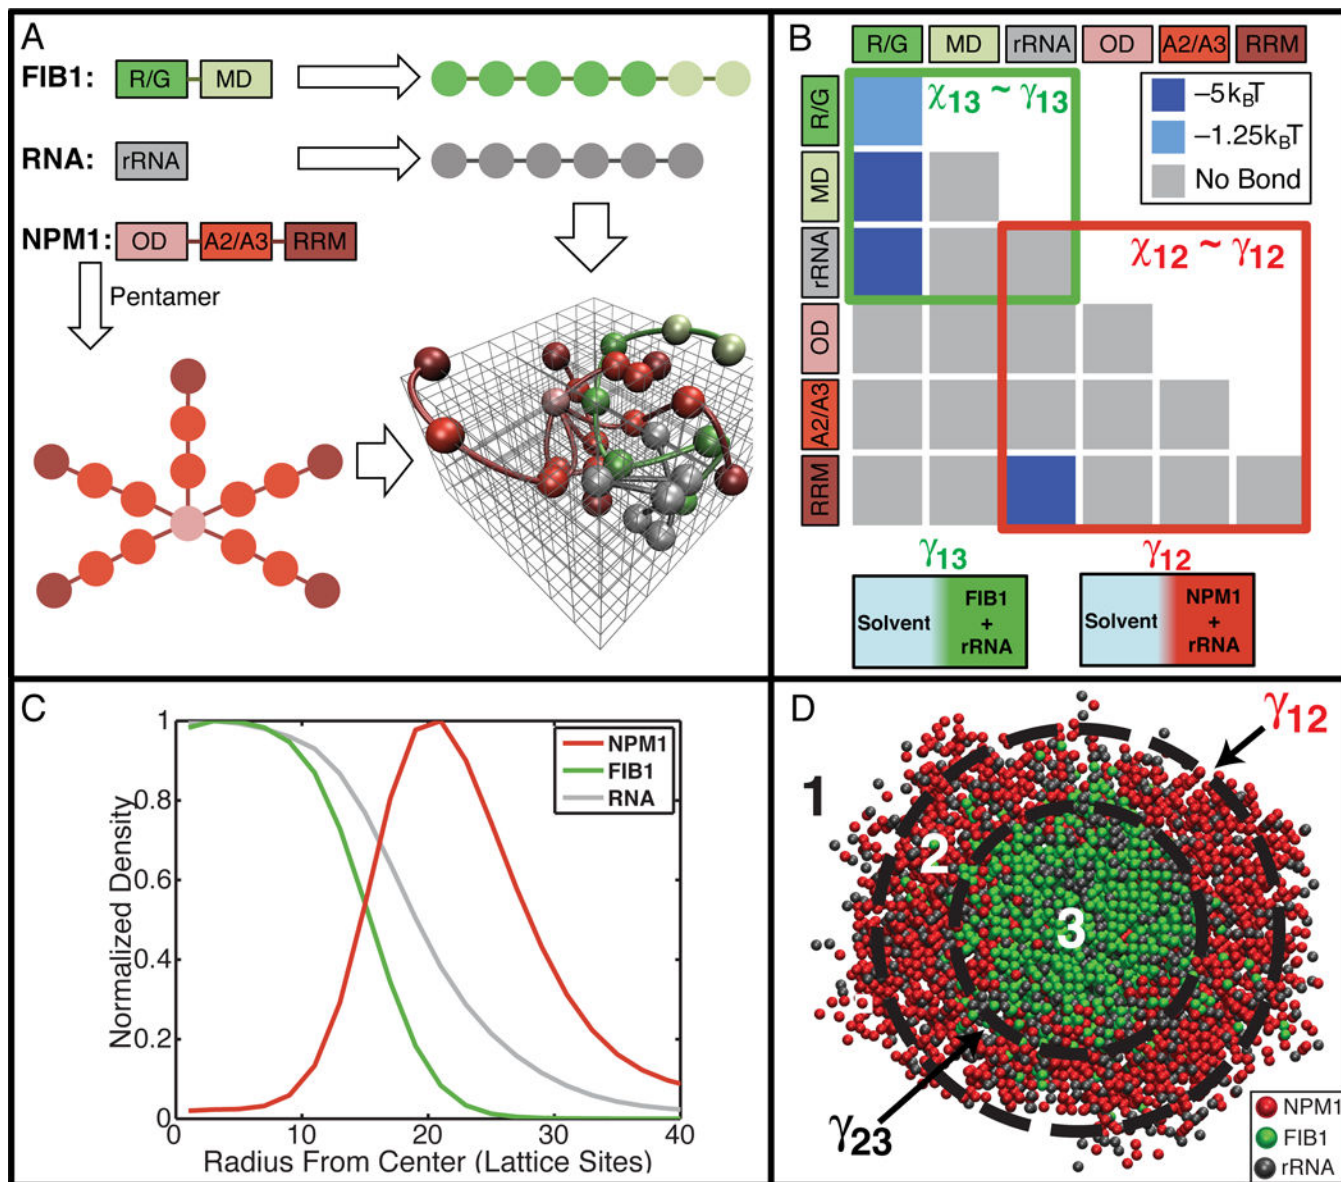 A
FIB1: R/G MD
RNA: rRNA
NPM1: OD A2/A3 RRM
Pentamer
B
R/G MD rRNA OD A2/A3 RRM
R/G
MD
rRNA
OD
A2/A3
RRM
χ13 ~ γ13
χ12 ~ γ12
−5kBT
−1.25kBT
No Bond
γ13
γ12
Solvent
FIB1
+
rRNA
Solvent
NPM1
+
rRNA
C
Normalized Density
1
0.8
0.6
0.4
0.2
0
0 10 20 30 40
Radius From Center (Lattice Sites)
NPM1
FIB1
RNA
D
γ12
1
2
3
γ23
NPM1
FIB1
rRNA